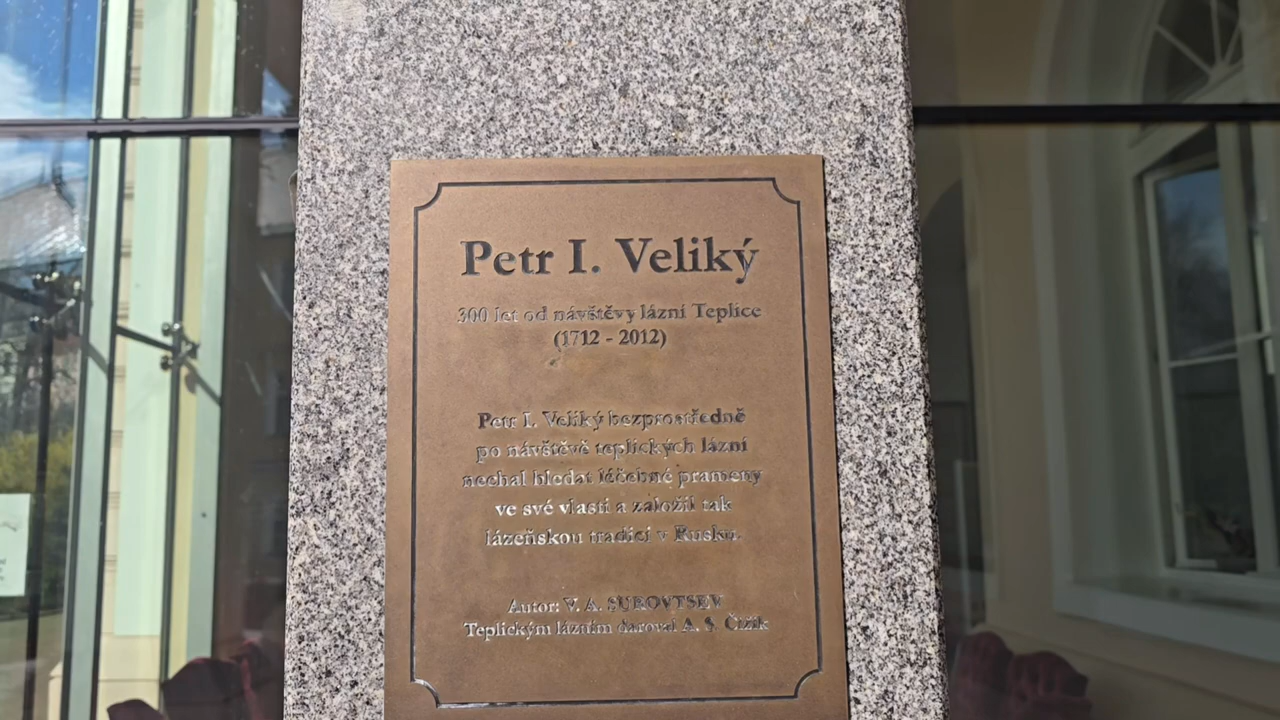 Petr I. Veliký
300 let od návštěvy lázní Teplice
(1712 - 2012)
Petr I. Veliký bezprostředně
po návštěvě teplických lázní
nechal hledat léčebné prameny
ve své vlasti a založil tak
lázeňskou tradici v Rusku.
Autor: V. A. SUROVTSEV
Teplickým lázním daroval A. S. Čižik